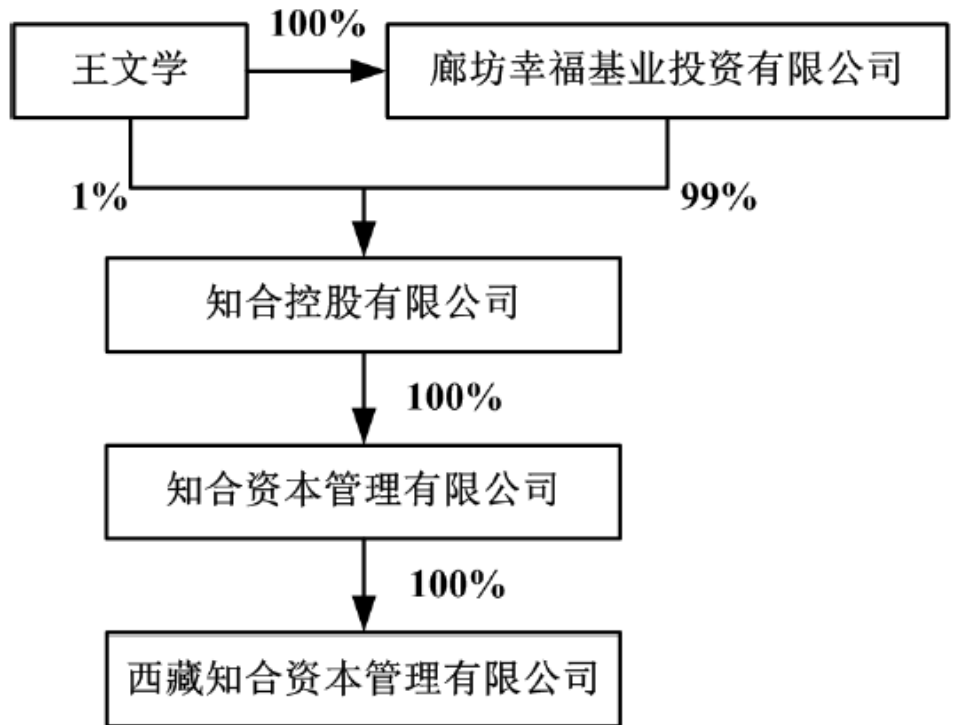 100%
王文学
廊坊幸福基业投资有限公司
1%
99%
知合控股有限公司
100%
知合资本管理有限公司
100%
西藏知合资本管理有限公司